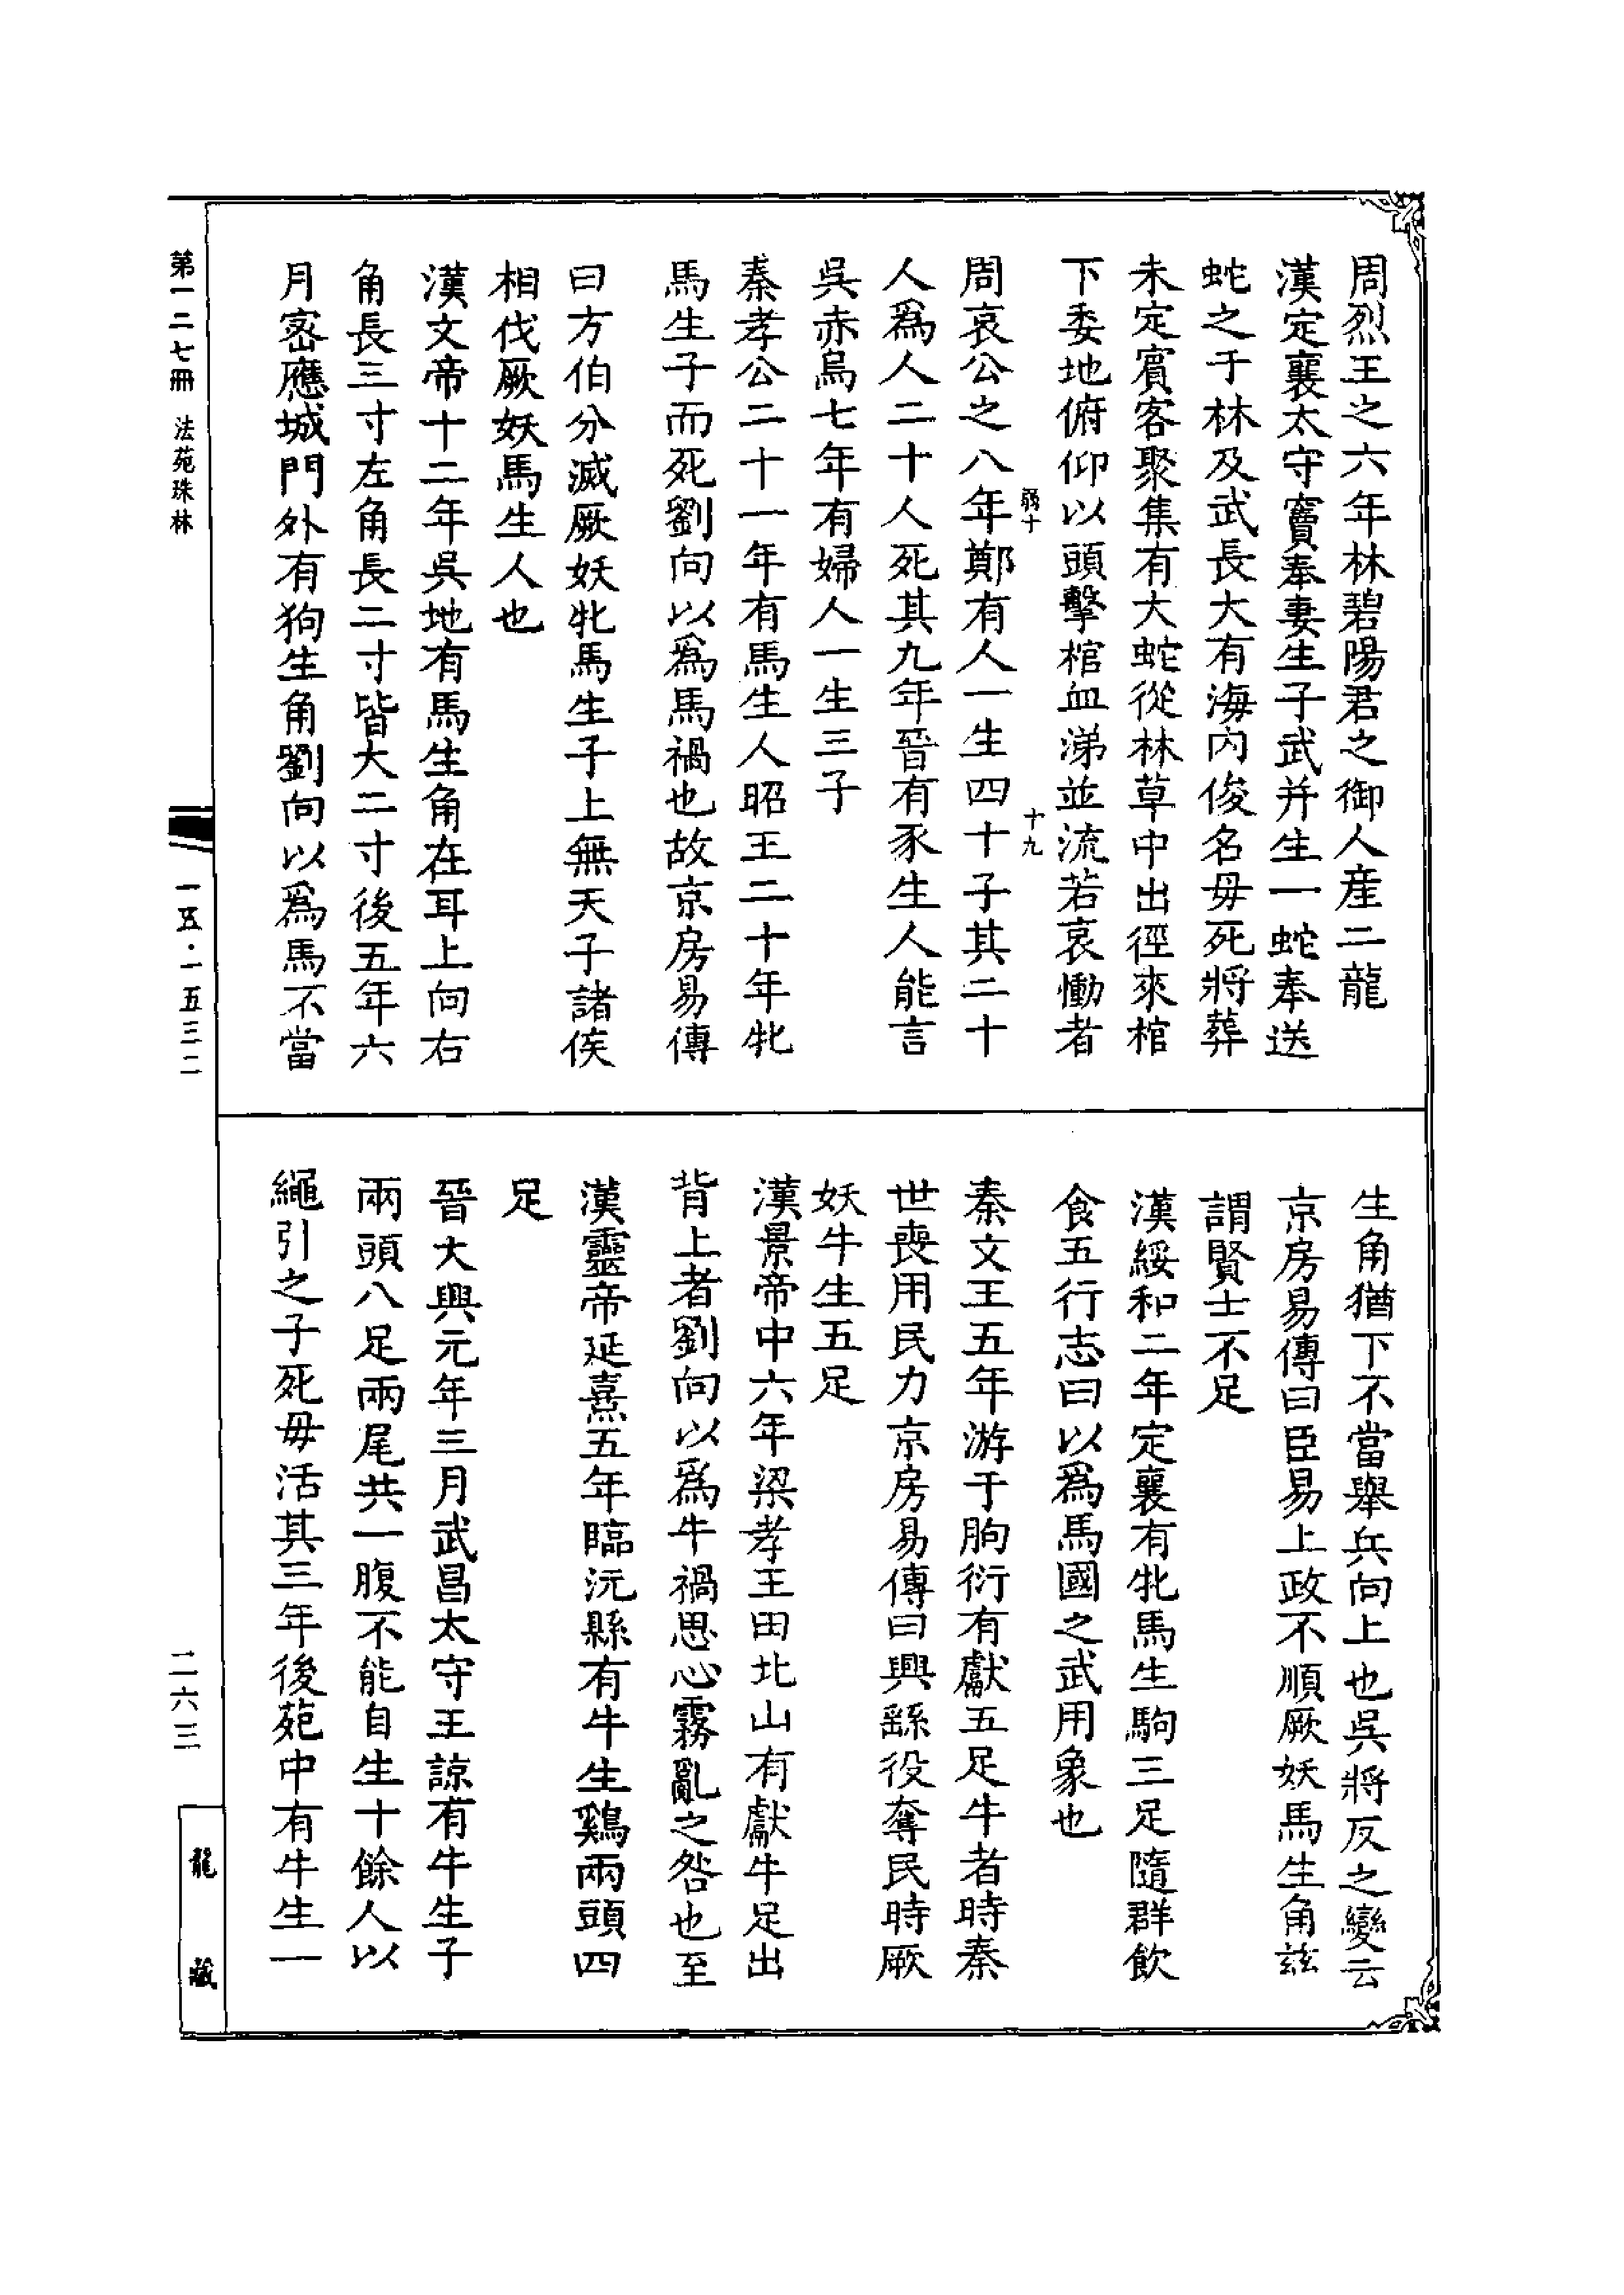 周烈王之六年林碧陽君之御人産二龍
漢定襄太守竇奉妻生子武并生一蛇奉送
蛇之于林及武長大有海内俊名毋死將葬
未定賓客聚集有大蛇從林草中出徑來棺
下委地俯仰以頭擊棺血涕並流若哀慟者
弱十
十九
周哀公之八年鄭有人一生四十子其二十
人爲人二十人死其九年晉有豕生人能言
吳赤烏七年有婦人一生三子
秦孝公二十一年有馬生人昭王二十年牝
馬生子而死劉向以爲馬禍也故京房易傳
曰方伯分滅厥妖牝馬生子上無天子諸侯
相伐厥妖馬生人也
漢文帝十二年吳地有馬生角在耳上向右
角長三寸左角長二寸皆大二寸後五年六
月宻應城門外有狗生角劉向以爲馬不當
生角猶下不當舉兵向上也吳將反之變云
京房易傳曰臣易上政不順厥妖馬生角兹
謂賢士不足
漢綏和二年定襄有牝馬生駒三足隨群飲
食五行志曰以爲馬國之武用象也
秦文王五年游于朐衍有獻五足牛者時秦
世喪用民力京房易傳曰興繇役奪民時厥
妖牛生五足
漢景帝中六年梁孝王田北山有獻牛足出
背上者劉向以爲牛禍思心霧亂之咎也至
漢靈帝延熹五年臨沅縣有牛生鷄兩頭四
足
晉大興元年三月武昌太守王諒有牛生子
兩頭八足兩尾共一腹不能自生十餘人以
繩引之子死毋活其三年後苑中有牛生一
第一二七冊 法苑珠林
一五·一五三二
二六三
龍藏